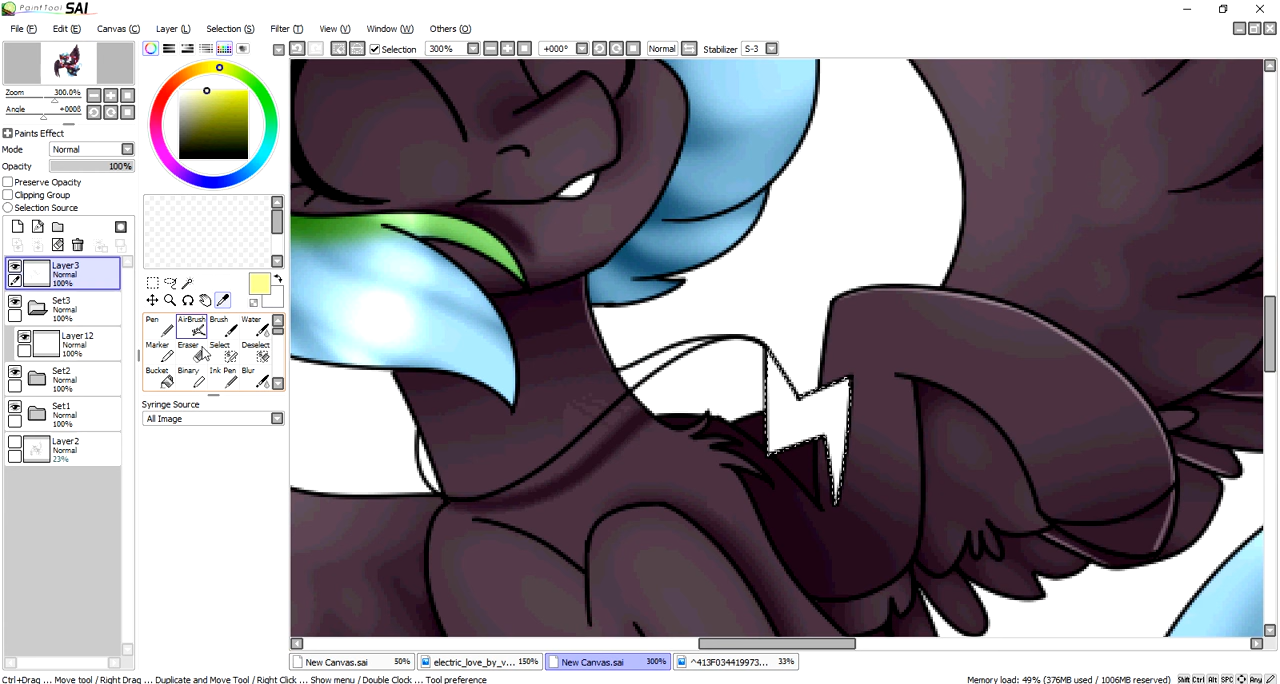 PaintTool SAI
File (F) Edit (E) Canvas (C) Layer (L) Selection (S) Filter (T) View (V) Window (W) Others (O)
Selection 300% +000° Normal Stabilizer S-3
Zoom 300.0%
Angle +000ß
Paints Effect
Mode Normal
Opacity 100%
Preserve Opacity
Clipping Group
Selection Source
Layer3
Normal
100%
Set3
Normal
100%
Layer12
Normal
100%
Set2
Normal
100%
Set1
Normal
100%
Layer2
Normal
23%
Pen AirBrush Brush Water
Marker Eraser Select Deselect
Bucket Binary Ink Pen Blur
Syringe Source
All Image
New Canvas.sai 50% electric_love_by_v... 150% New Canvas.sai 300% ^413F034419973... 33%
Ctrl+Drag ... Move tool / Right Drag ... Duplicate and Move Tool / Right Click ... Show menu / Double Clock ... Tool preference
Memory load: 49% (376MB used / 1006MB reserved) Shift Ctrl Alt SPC Any